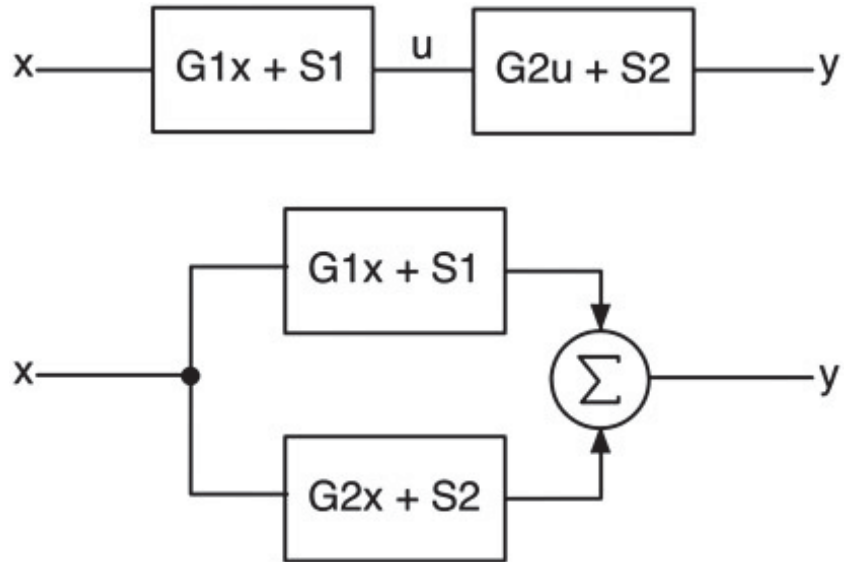 x G1x + S1 u G2u + S2 y
G1x + S1
x Σ y
G2x + S2